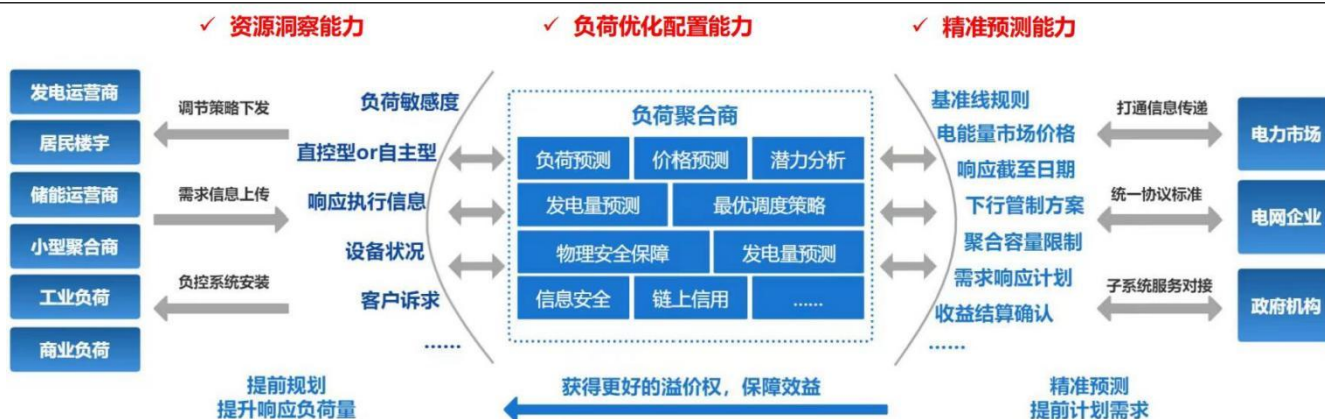 ✓ 资源洞察能力
✓ 负荷优化配置能力
✓ 精准预测能力
发电运营商
居民楼宇
储能运营商
小型聚合商
工业负荷
商业负荷
调节策略下发
需求信息上传
负控系统安装
负荷敏感度
直控型or自主型
响应执行信息
设备状况
客户诉求
......
负荷聚合商
负荷预测
价格预测
潜力分析
发电量预测
最优调度策略
物理安全保障
发电量预测
信息安全
链上信用
......
基准线规则
电能量市场价格
响应截至日期
下行管制方案
聚合容量限制
需求响应计划
收益结算确认
......
打通信息传递
统一协议标准
子系统服务对接
电力市场
电网企业
政府机构
提前规划
提升响应负荷量
获得更好的溢价权，保障效益
精准预测
提前计划需求